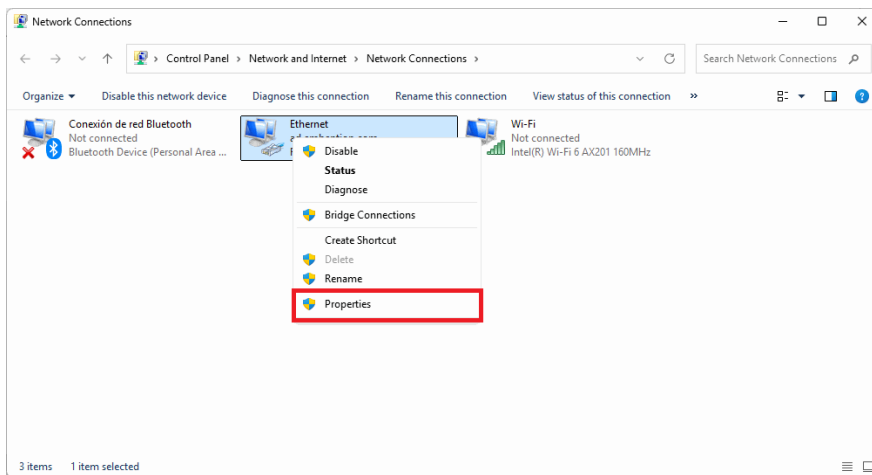 Network Connections
Control Panel > Network and Internet > Network Connections >
Search Network Connections
Organize
Disable this network device
Diagnose this connection
Rename this connection
View status of this connection
»
Conexión de red Bluetooth
Not connected
Bluetooth Device (Personal Area ...
Ethernet
Wi-Fi
Not connected
Intel(R) Wi-Fi 6 AX201 160MHz
Disable
Status
Diagnose
Bridge Connections
Create Shortcut
Delete
Rename
Properties
3 items
1 item selected